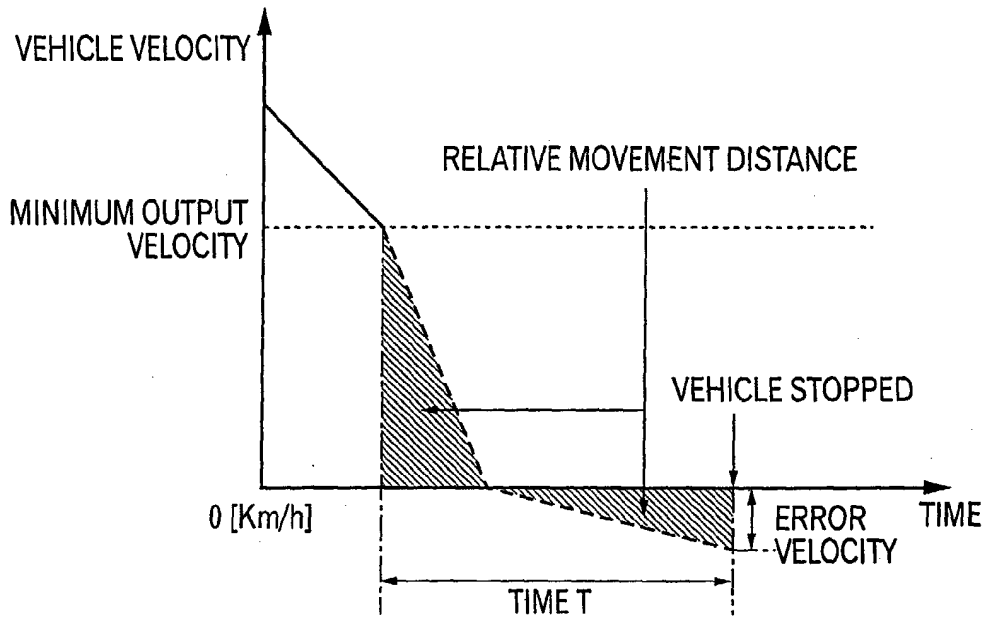 VEHICLE VELOCITY
RELATIVE MOVEMENT DISTANCE
MINIMUM OUTPUT
VELOCITY
VEHICLE STOPPED
0 [Km/h]
TIME
ERROR
VELOCITY
TIME T